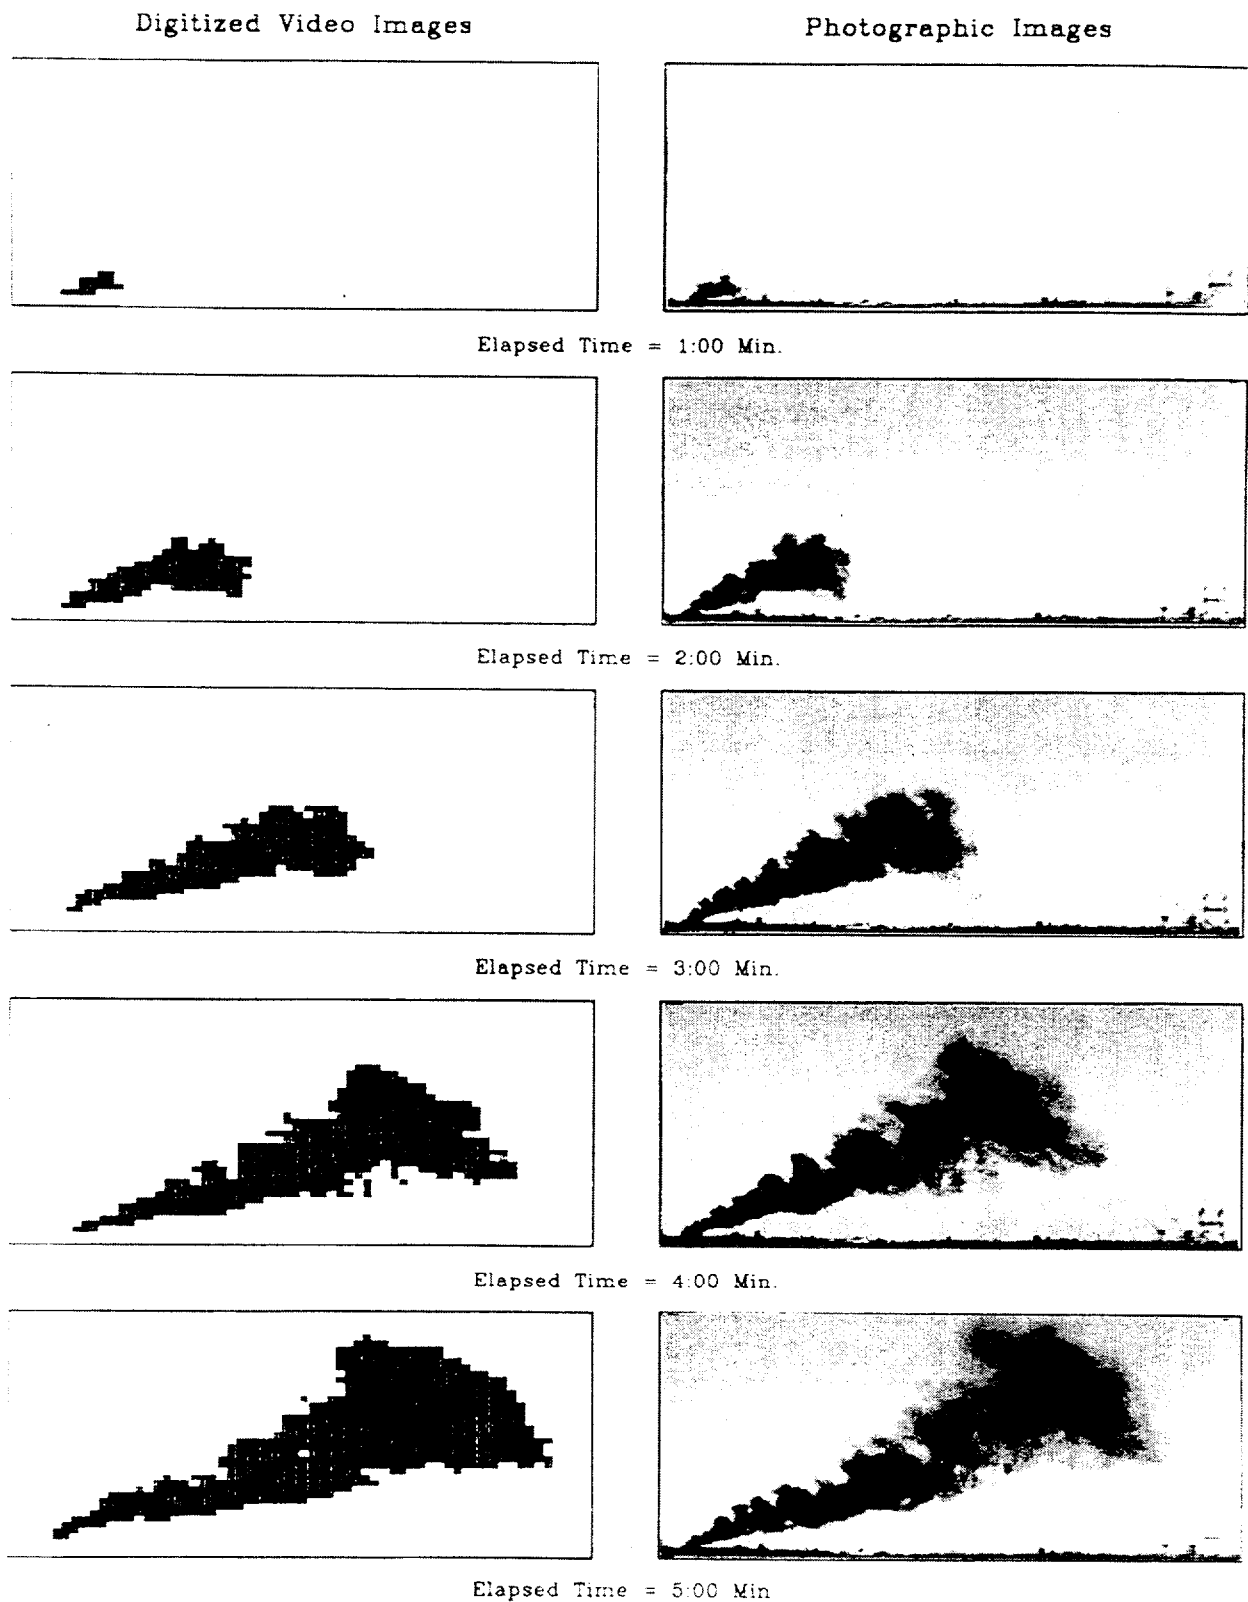 Digitized Video Images
Photographic Images
Elapsed Time = 1:00 Min.
Elapsed Time = 2:00 Min.
Elapsed Time = 3:00 Min.
Elapsed Time = 4:00 Min.
Elapsed Time = 5:00 Min